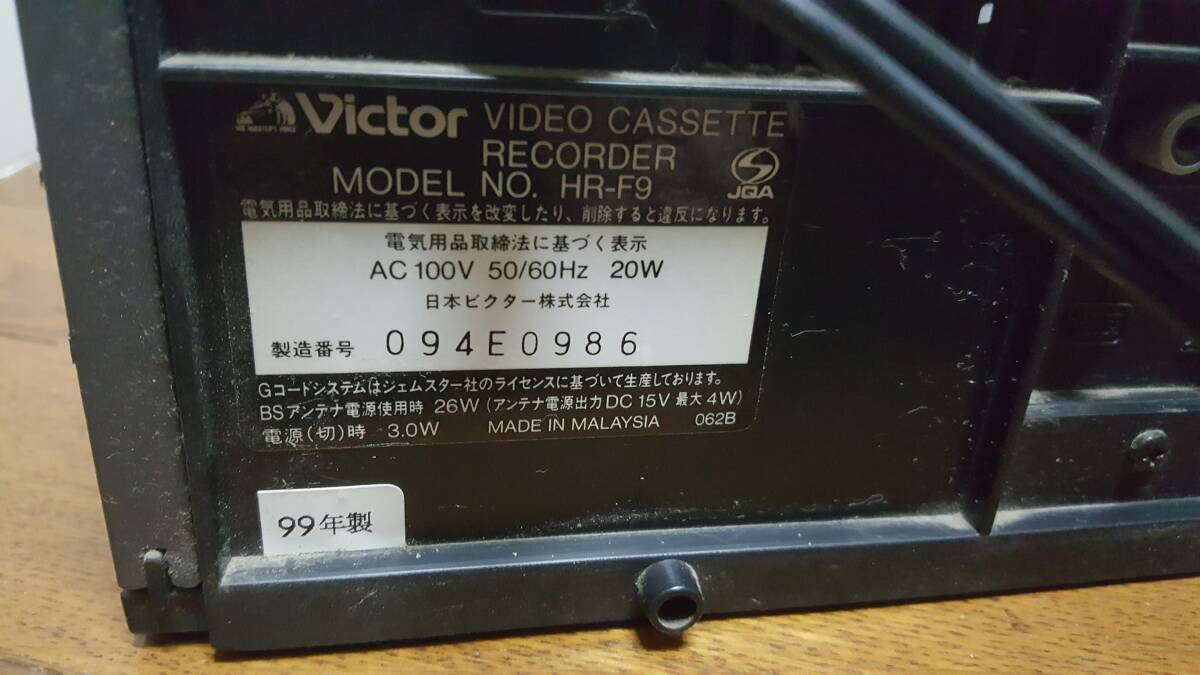 HIS MASTER'S VOICE
Victor VIDEO CASSETTE
RECORDER
MODEL NO. HR-F9
JQA
電気用品取締法に基づく表示を改変したり、削除すると違反になります。
電気用品取締法に基づく表示
AC 100V 50/60Hz 20W
日本ビクター株式会社
製造番号 094E0986
Gコードシステムはジェムスター社のライセンスに基づいて生産しております。
BSアンテナ電源使用時 26W (アンテナ電源出力 DC 15V 最大 4W)
電源(切)時 3.0W MADE IN MALAYSIA 062B
99年製